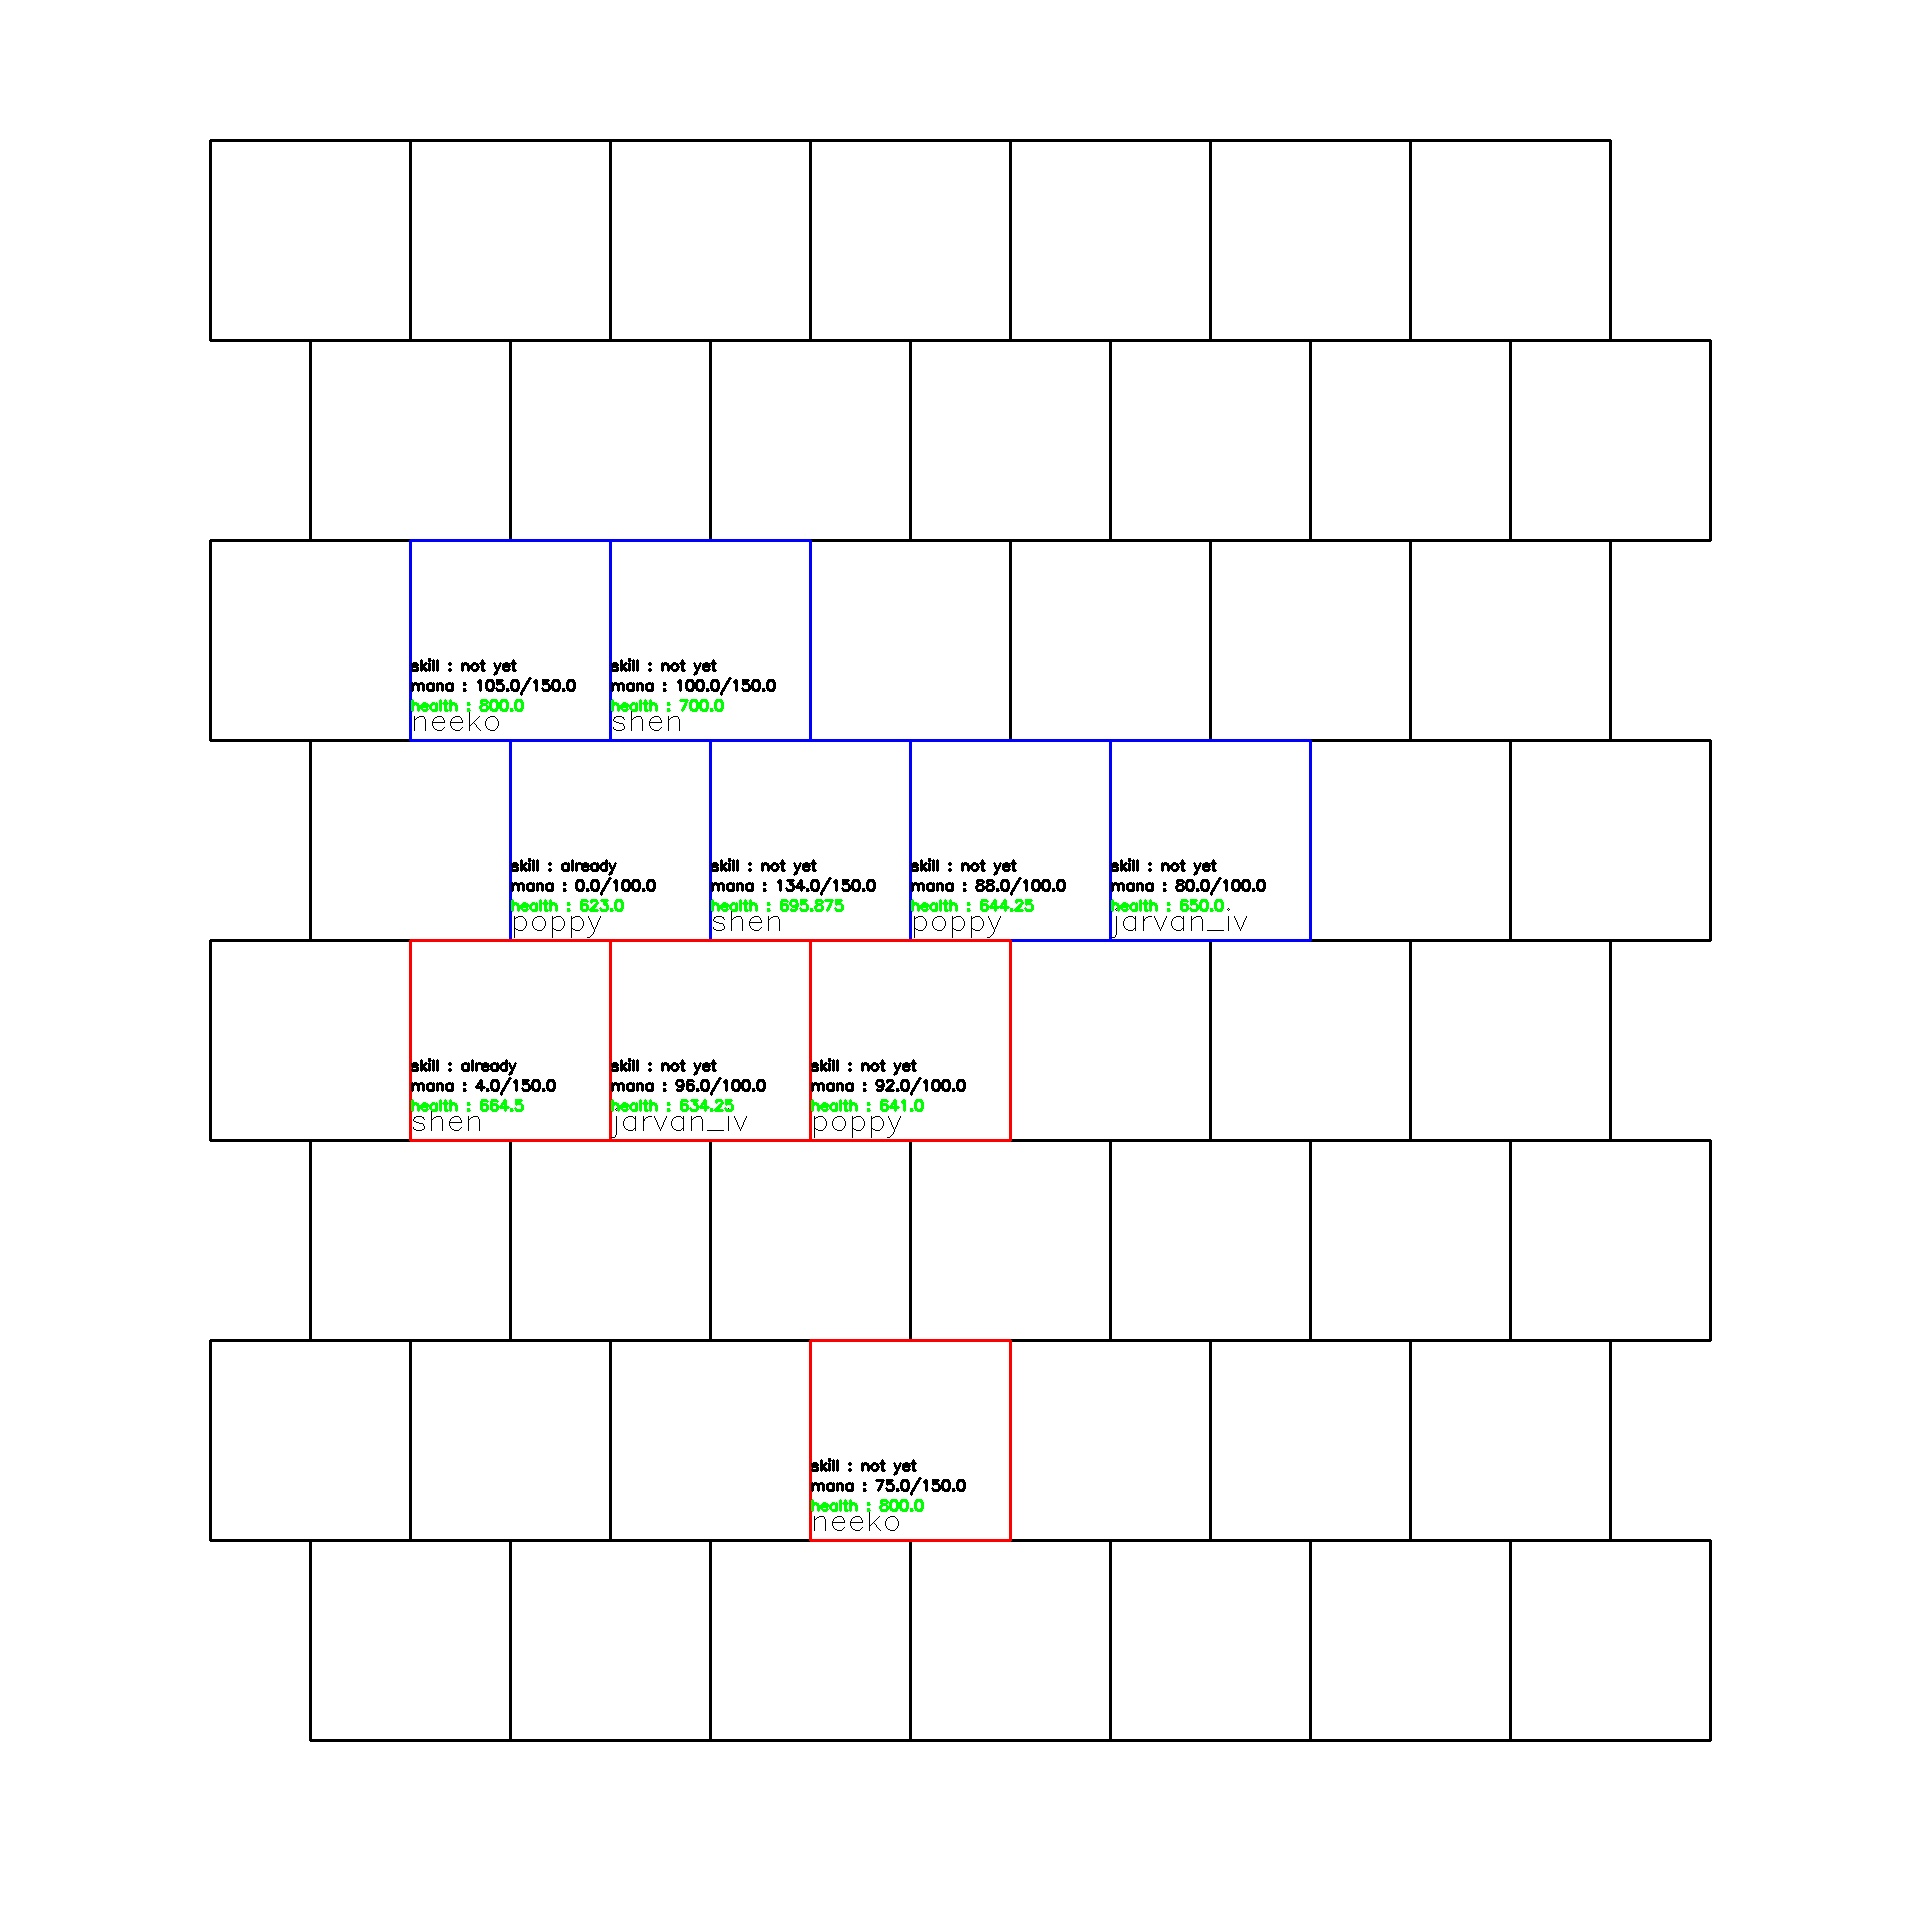 skill : not yet
mana : 105.0/150.0
health : 800.0
neeko
skill : not yet
mana : 100.0/150.0
health : 700.0
shen
skill : already
mana : 0.0/100.0
health : 623.0
poppy
skill : not yet
mana : 134.0/150.0
health : 695.875
shen
skill : not yet
mana : 88.0/100.0
health : 644.25
poppy
skill : not yet
mana : 80.0/100.0
health : 650.0
jarvan_iv
skill : already
mana : 4.0/150.0
health : 664.5
shen
skill : not yet
mana : 96.0/100.0
health : 634.25
jarvan_iv
skill : not yet
mana : 92.0/100.0
health : 641.0
poppy
skill : not yet
mana : 75.0/150.0
health : 800.0
neeko